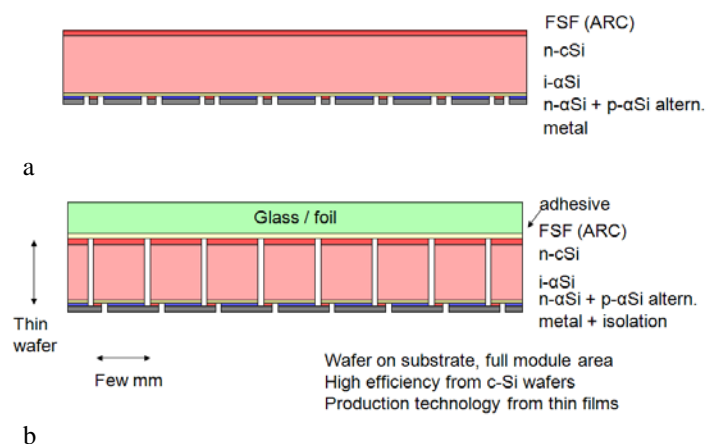 FSF (ARC)
n-cSi
i-αSi
n-αSi + p-αSi altern.
metal
a
Glass / foil
adhesive
FSF (ARC)
n-cSi
i-αSi
n-αSi + p-αSi altern.
metal + isolation
Thin
wafer
Few mm
Wafer on substrate, full module area
High efficiency from c-Si wafers
Production technology from thin films
b